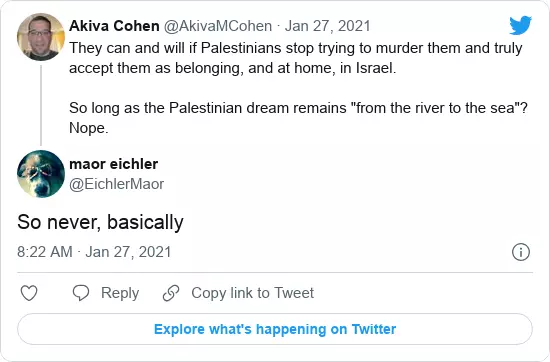 Akiva Cohen @AkivaMCohen · Jan 27, 2021
They can and will if Palestinians stop trying to murder them and truly
accept them as belonging, and at home, in Israel.
So long as the Palestinian dream remains "from the river to the sea"?
Nope.
maor eichler
@EichlerMaor
So never, basically
8:22 AM · Jan 27, 2021
Reply Copy link to Tweet
Explore what's happening on Twitter